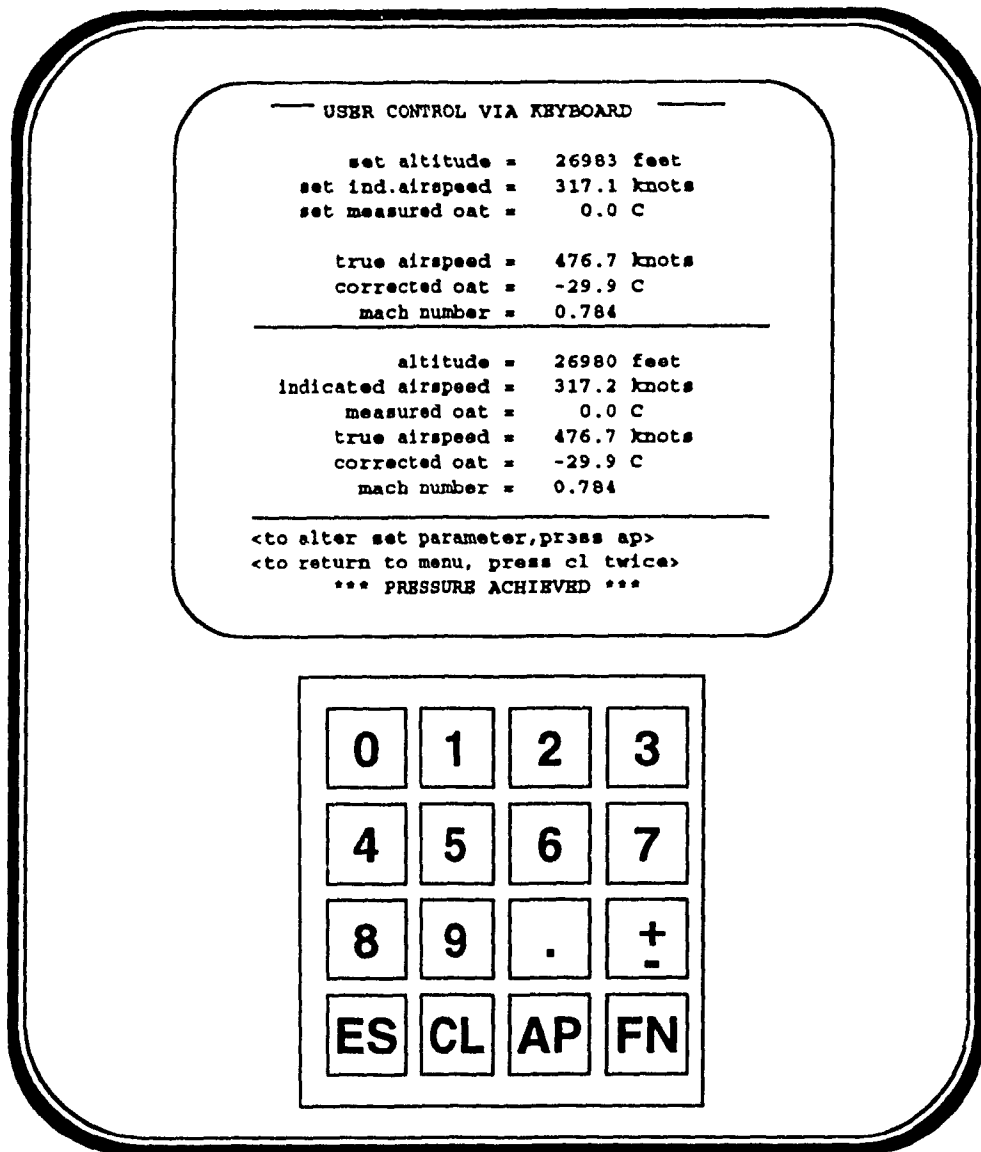 USER CONTROL VIA KEYBOARD
set altitude = 26983 feet
set ind.airspeed = 317.1 knots
set measured oat = 0.0 C
true airspeed = 476.7 knots
corrected oat = -29.9 C
mach number = 0.784
altitude = 26980 feet
indicated airspeed = 317.2 knots
measured oat = 0.0 C
true airspeed = 476.7 knots
corrected oat = -29.9 C
mach number = 0.784
<to alter set parameter,press ap>
<to return to menu, press cl twice>
*** PRESSURE ACHIEVED ***
0 1 2 3
4 5 6 7
8 9 . + -
ES CL AP FN